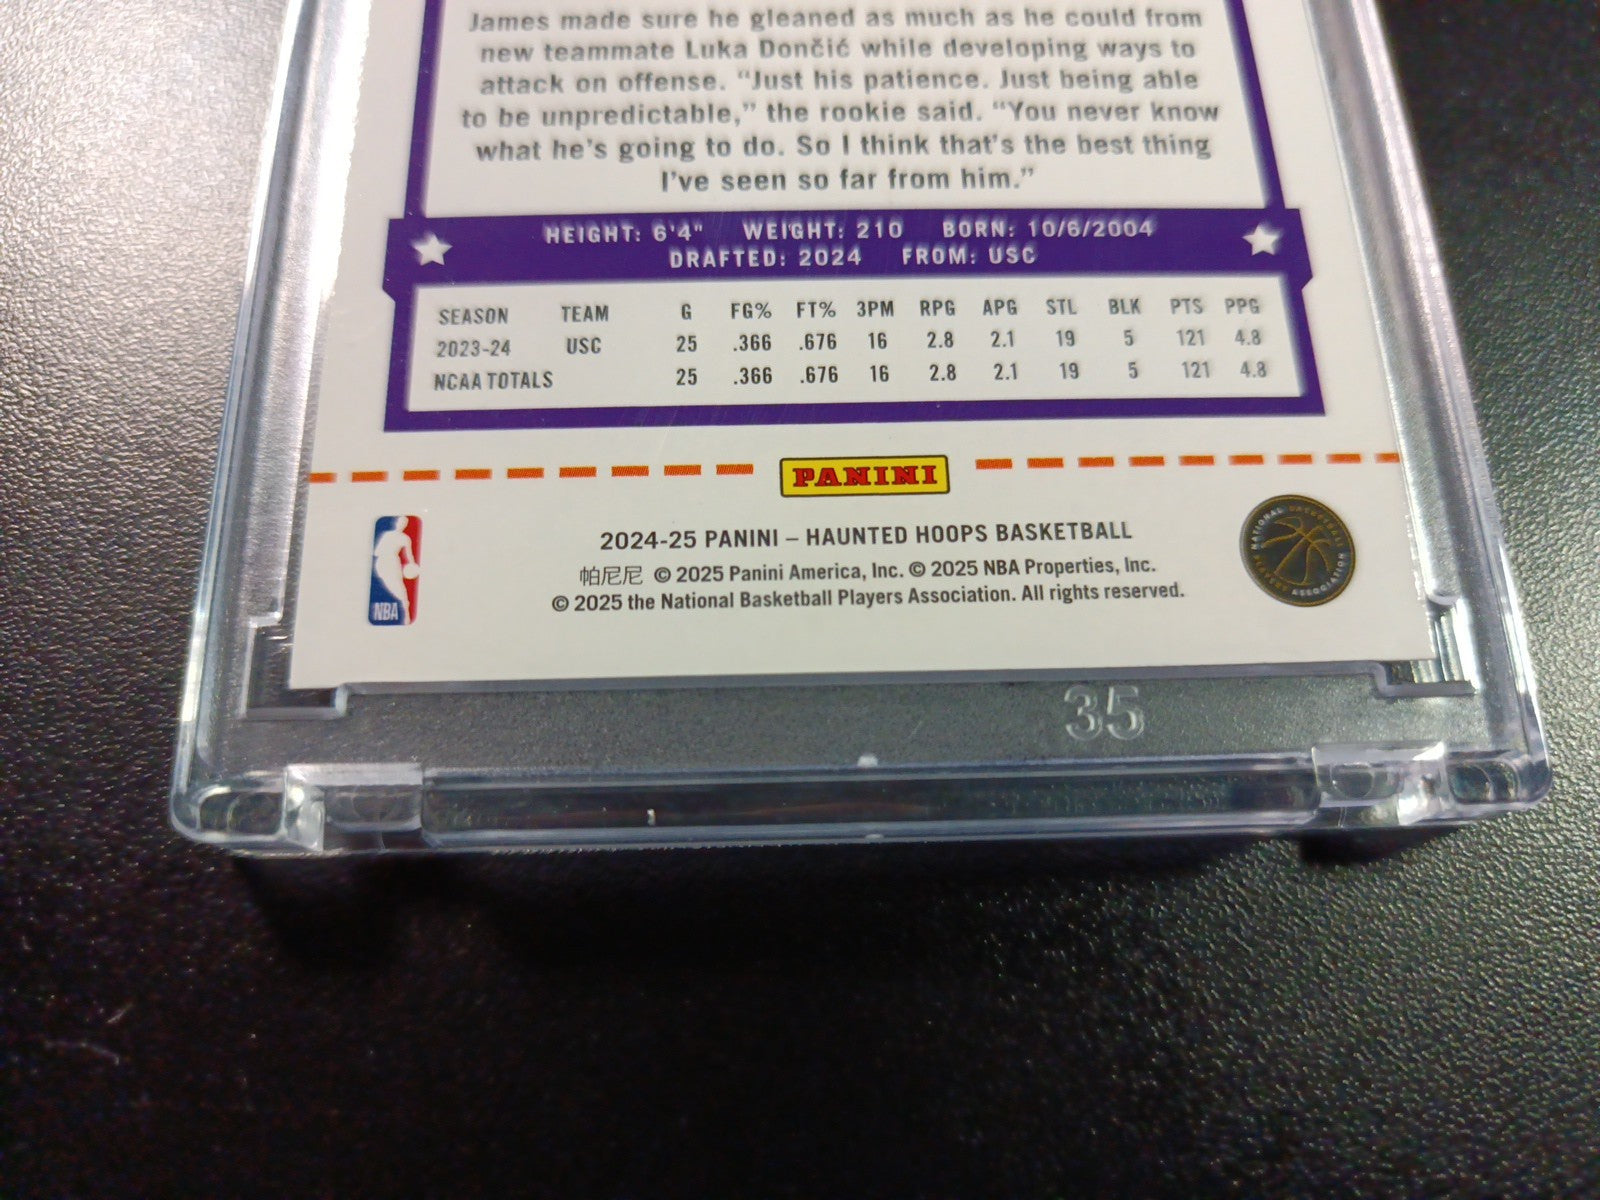 James made sure he gleaned as much as he could from
new teammate Luka Dončić while developing ways to
attack on offense. “Just his patience. Just being able
to be unpredictable,” the rookie said. “You never know
what he’s going to do. So I think that’s the best thing
I’ve seen so far from him.”
HEIGHT: 6'4" WEIGHT: 210 BORN: 10/6/2004
DRAFTED: 2024 FROM: USC
SEASON TEAM G FG% FT% 3PM RPG APG STL BLK PTS PPG
2023-24 USC 25 .366 .676 16 2.8 2.1 19 5 121 4.8
NCAA TOTALS 25 .366 .676 16 2.8 2.1 19 5 121 4.8
PANINI
2024-25 PANINI – HAUNTED HOOPS BASKETBALL
帕尼尼 © 2025 Panini America, Inc. © 2025 NBA Properties, Inc.
© 2025 the National Basketball Players Association. All rights reserved.
NBA
NATIONAL BASKETBALL
PLAYERS ASSOCIATION
35